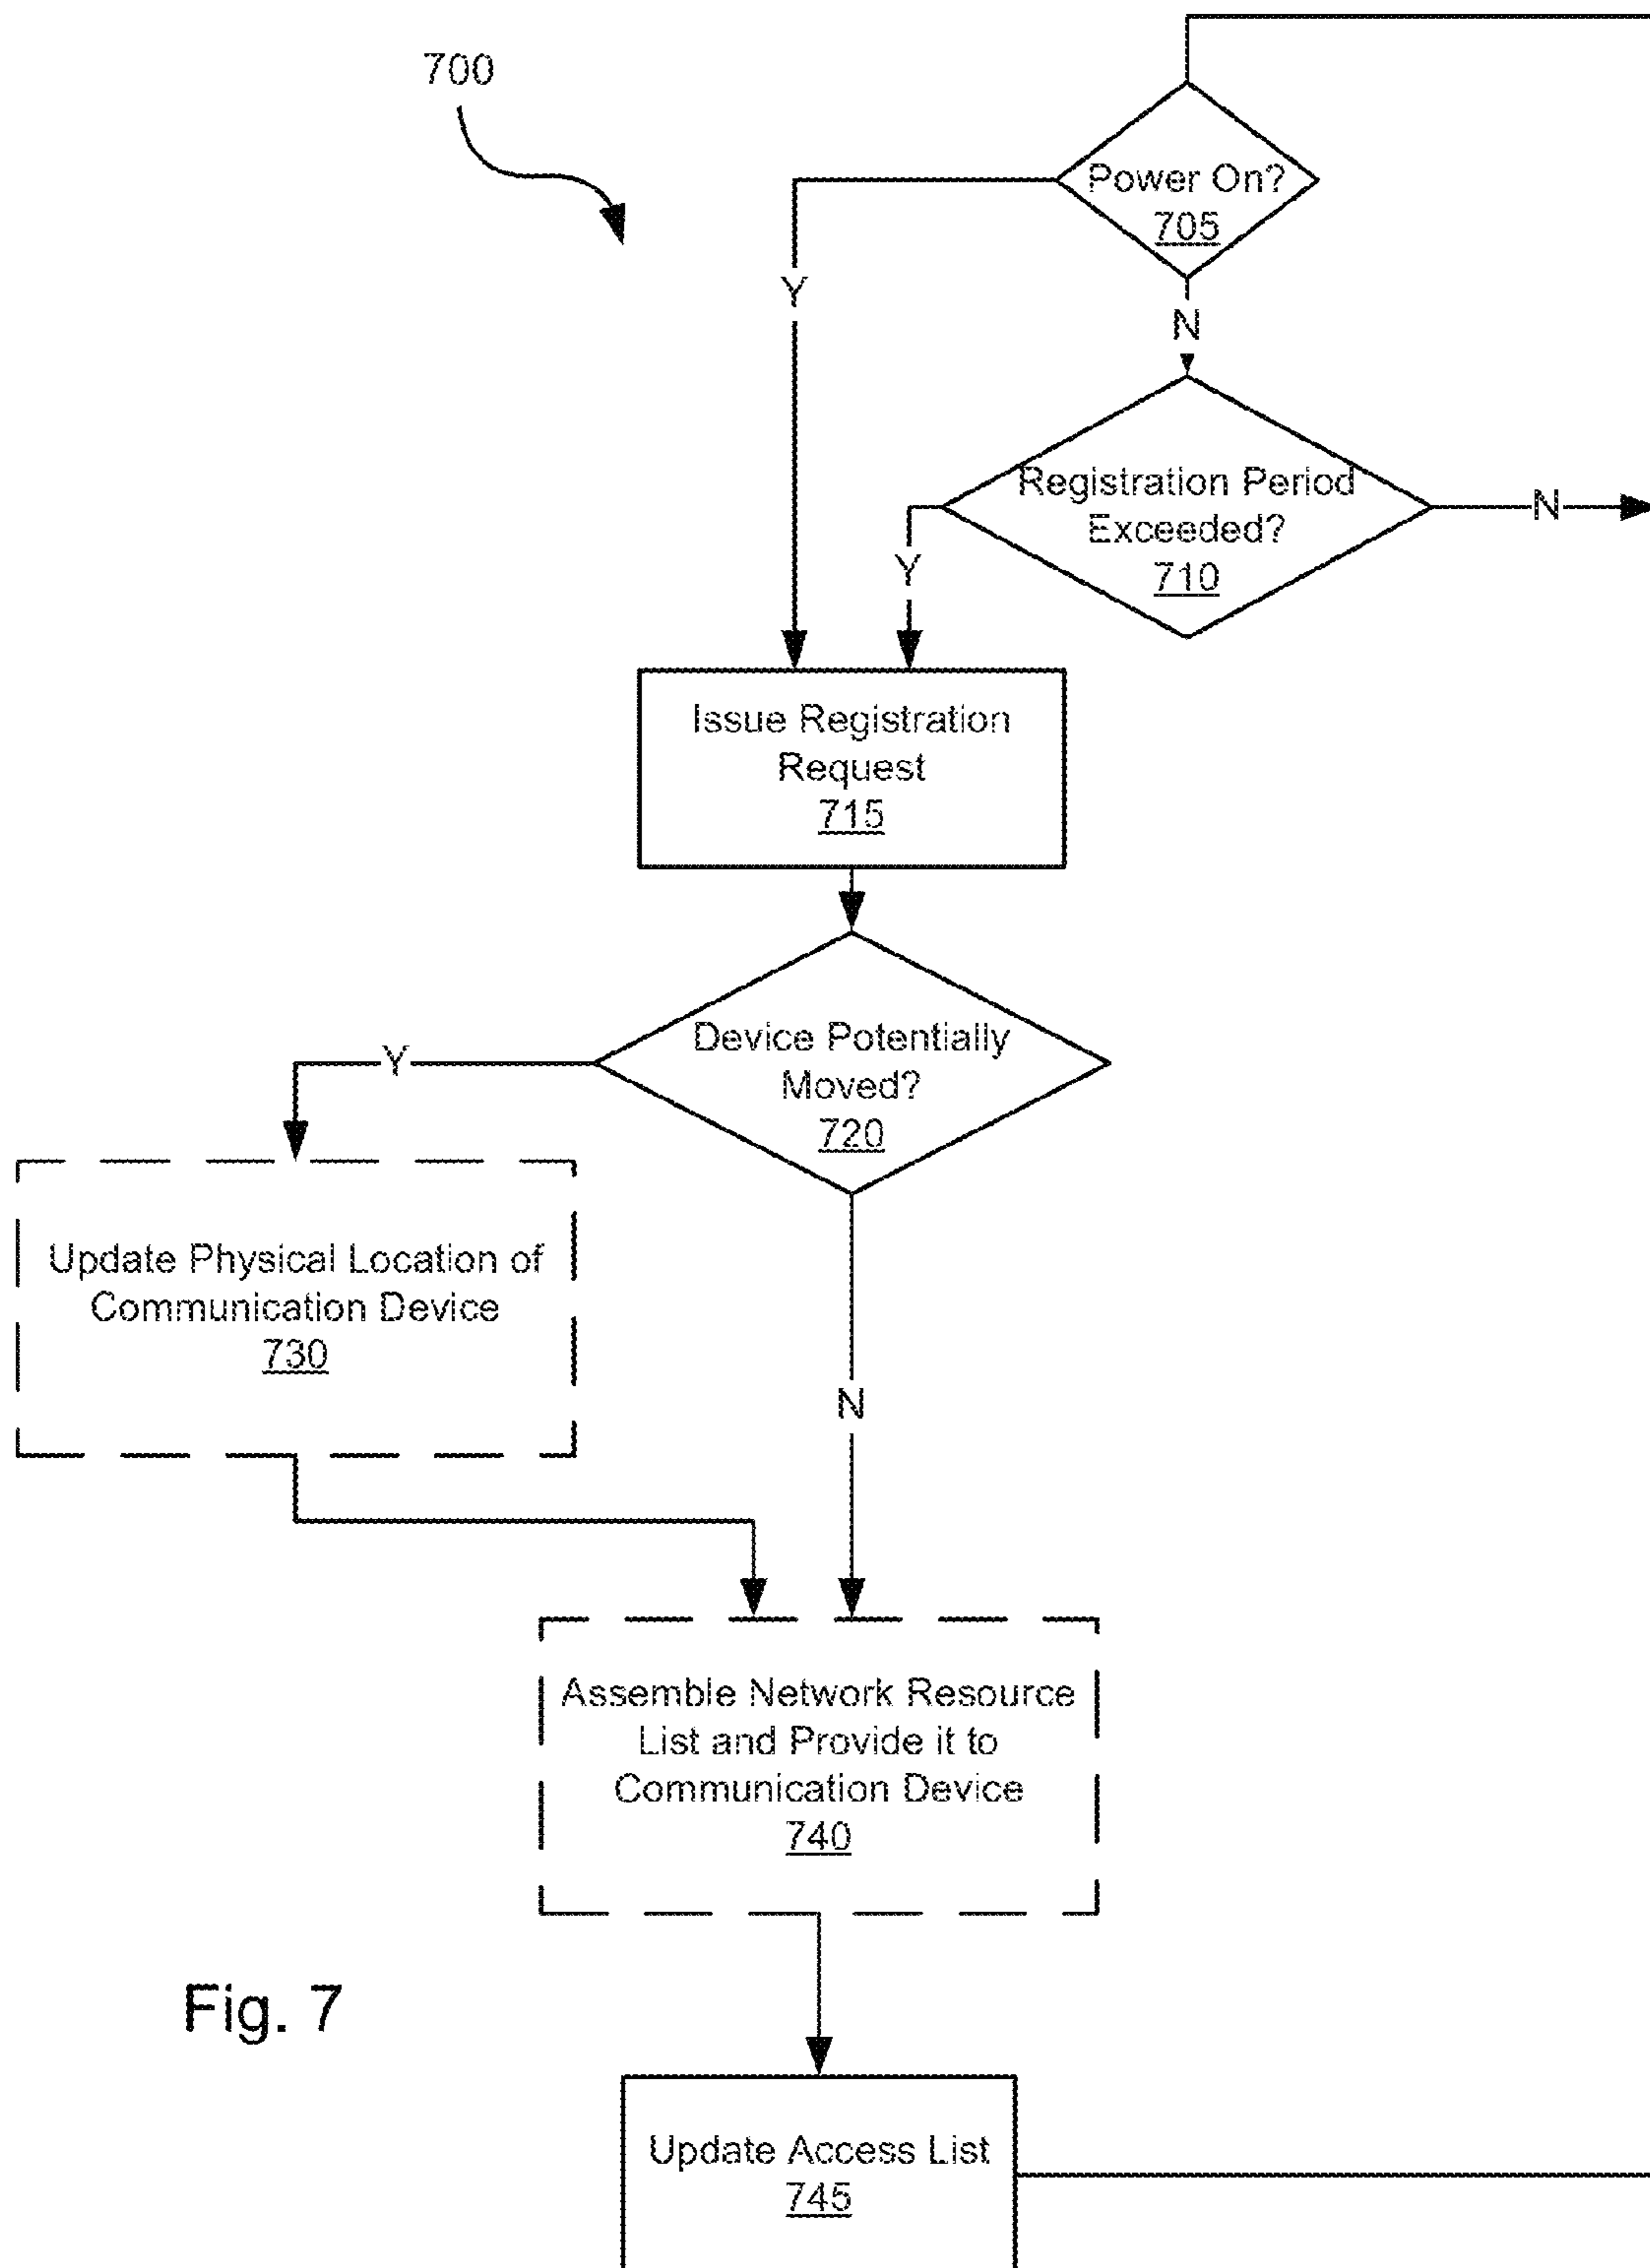 700
Power On?
705
Y
N
Registration Period
Exceeded?
710
N
Y
Issue Registration
Request
715
Device Potentially
Moved?
720
Y
Update Physical Location of
Communication Device
730
N
Assemble Network Resource
List and Provide it to
Communication Device
740
Fig. 7
Update Access List
745